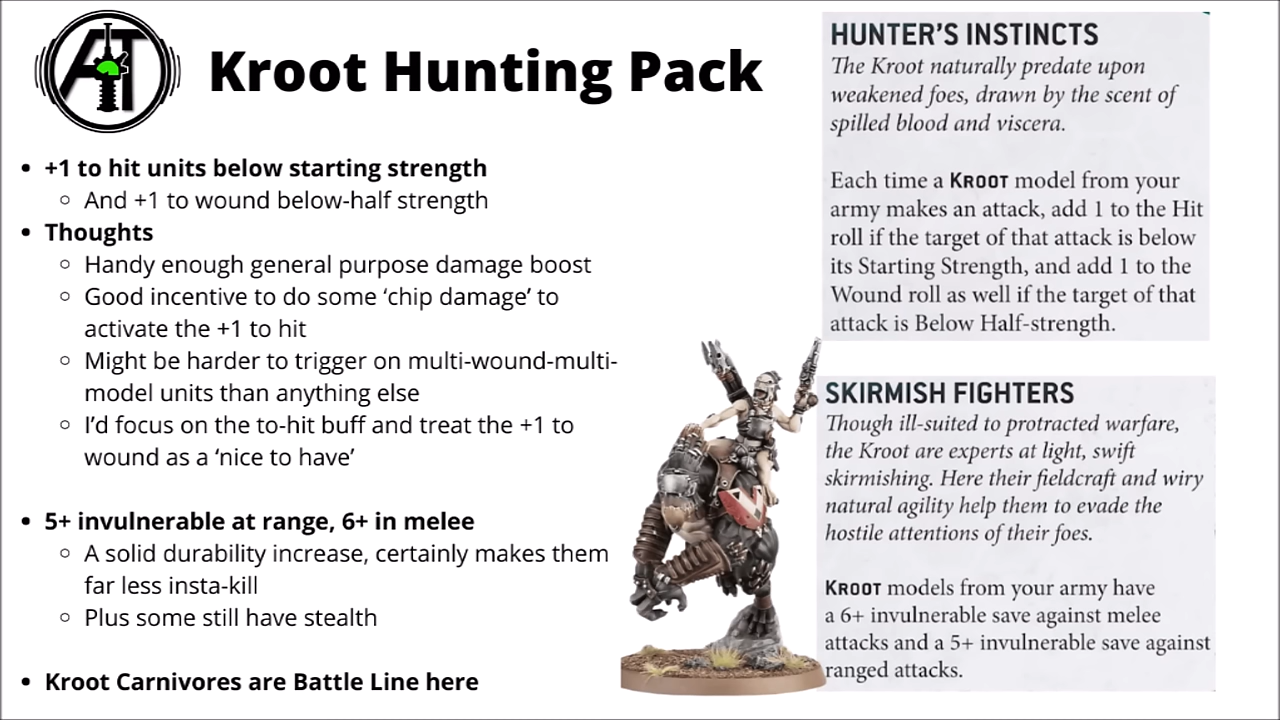 AT
Kroot Hunting Pack
• +1 to hit units below starting strength
○ And +1 to wound below-half strength
• Thoughts
○ Handy enough general purpose damage boost
○ Good incentive to do some ‘chip damage’ to
activate the +1 to hit
○ Might be harder to trigger on multi-wound-multi-
model units than anything else
○ I’d focus on the to-hit buff and treat the +1 to
wound as a ‘nice to have’
• 5+ invulnerable at range, 6+ in melee
○ A solid durability increase, certainly makes them
far less insta-kill
○ Plus some still have stealth
• Kroot Carnivores are Battle Line here
HUNTER’S INSTINCTS
The Kroot naturally predate upon
weakened foes, drawn by the scent of
spilled blood and viscera.
Each time a KROOT model from your
army makes an attack, add 1 to the Hit
roll if the target of that attack is below
its Starting Strength, and add 1 to the
Wound roll as well if the target of that
attack is Below Half-strength.
SKIRMISH FIGHTERS
Though ill-suited to protracted warfare,
the Kroot are experts at light, swift
skirmishing. Here their fieldcraft and wiry
natural agility help them to evade the
hostile attentions of their foes.
KROOT models from your army have
a 6+ invulnerable save against melee
attacks and a 5+ invulnerable save against
ranged attacks.